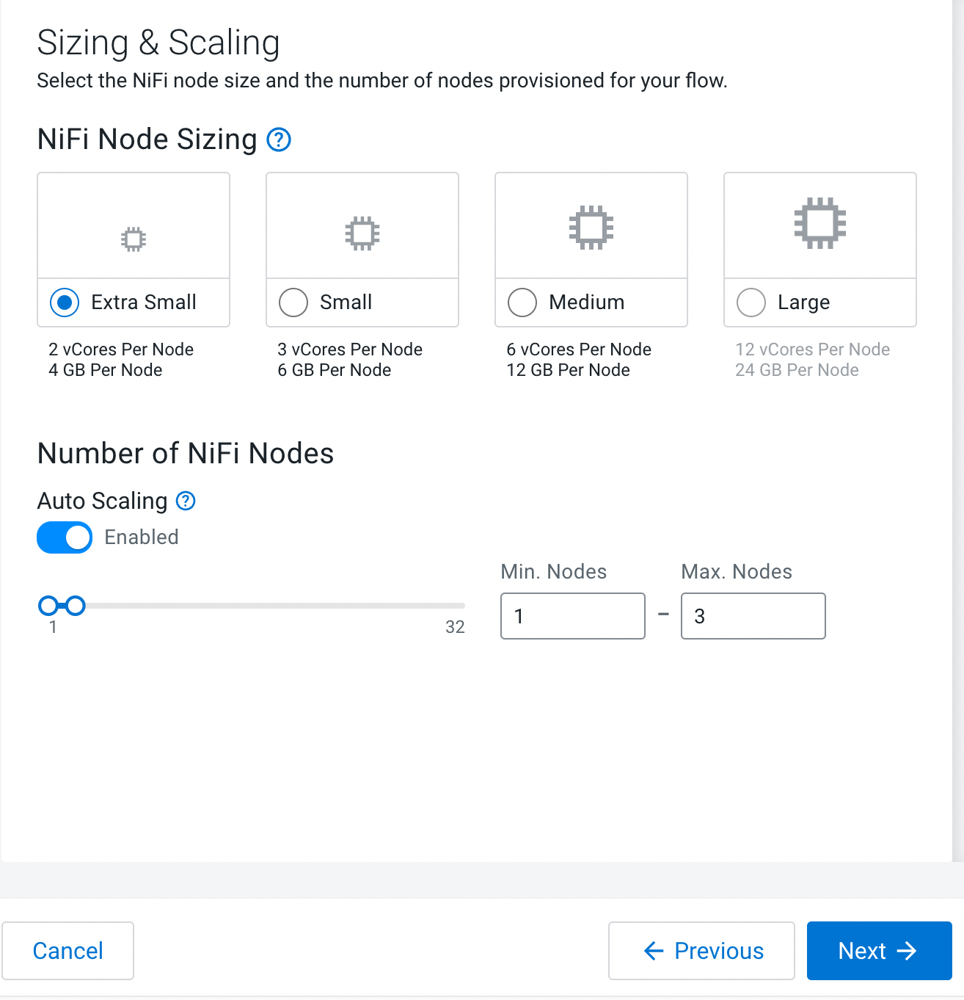 Sizing & Scaling
Select the NiFi node size and the number of nodes provisioned for your flow.
NiFi Node Sizing ?
Extra Small
2 vCores Per Node
4 GB Per Node
Small
3 vCores Per Node
6 GB Per Node
Medium
6 vCores Per Node
12 GB Per Node
Large
12 vCores Per Node
24 GB Per Node
Number of NiFi Nodes
Auto Scaling ?
Enabled
1
32
Min. Nodes
1
–
Max. Nodes
3
Cancel
← Previous
Next →